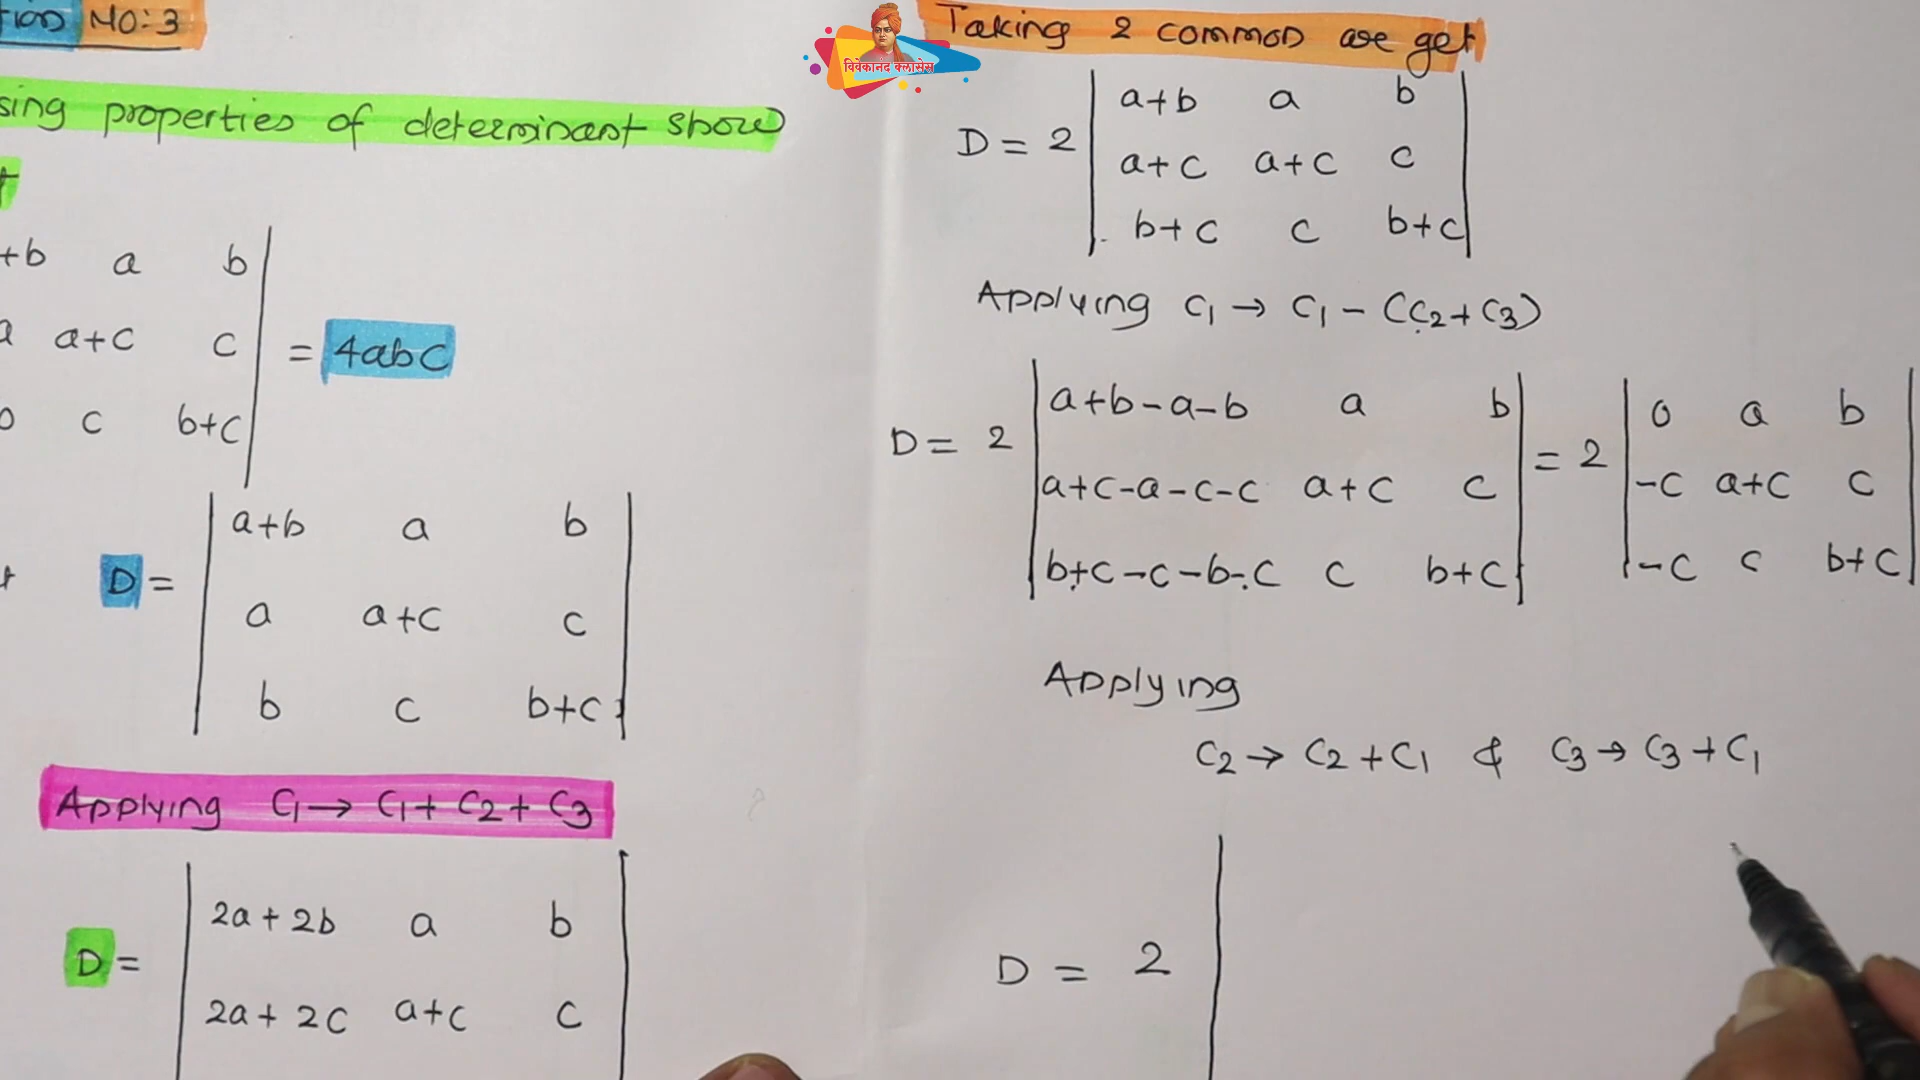 NO: 3
sing properties of determinant show
+b a b
a a+c c = 4abc
c b+c
D = | a+b a b |
| a a+c c |
| b c b+c |
Applying C1 → C1 + C2 + C3
D = | 2a + 2b a b |
| 2a + 2c a+c c |
विवेकानंद क्लासेस
Taking 2 common are get
D = 2 | a+b a b |
| a+c a+c c |
| b+c c b+c |
Applying C1 → C1 - (C2 + C3)
D = 2 | a+b-a-b a b | = 2 | 0 a b |
| a+c-a-c-c a+c c | | -c a+c c |
| b+c-c-b-c c b+c | | -c c b+c |
Applying
C2 → C2 + C1 & C3 → C3 + C1
D = 2 |